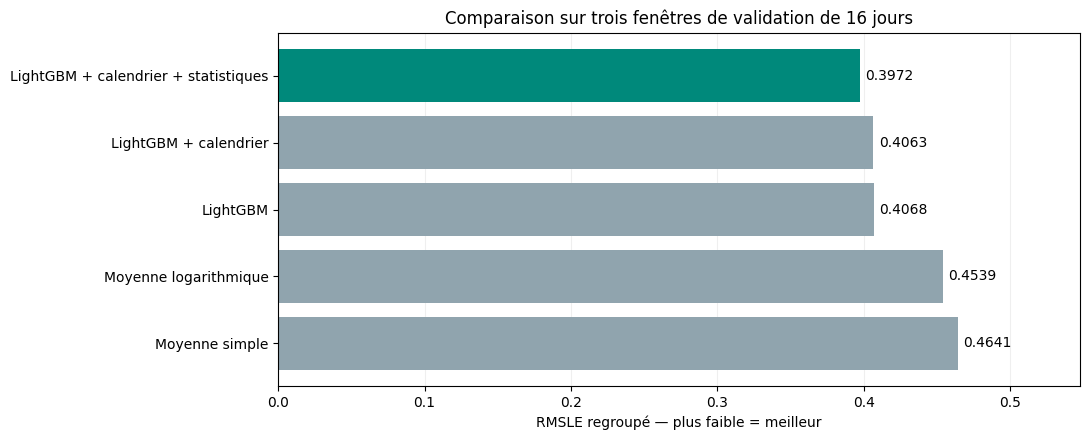 Comparaison sur trois fenêtres de validation de 16 jours
LightGBM + calendrier + statistiques
0.3972
LightGBM + calendrier
0.4063
LightGBM
0.4068
Moyenne logarithmique
0.4539
Moyenne simple
0.4641
0.0 0.1 0.2 0.3 0.4 0.5
RMSLE regroupé — plus faible = meilleur